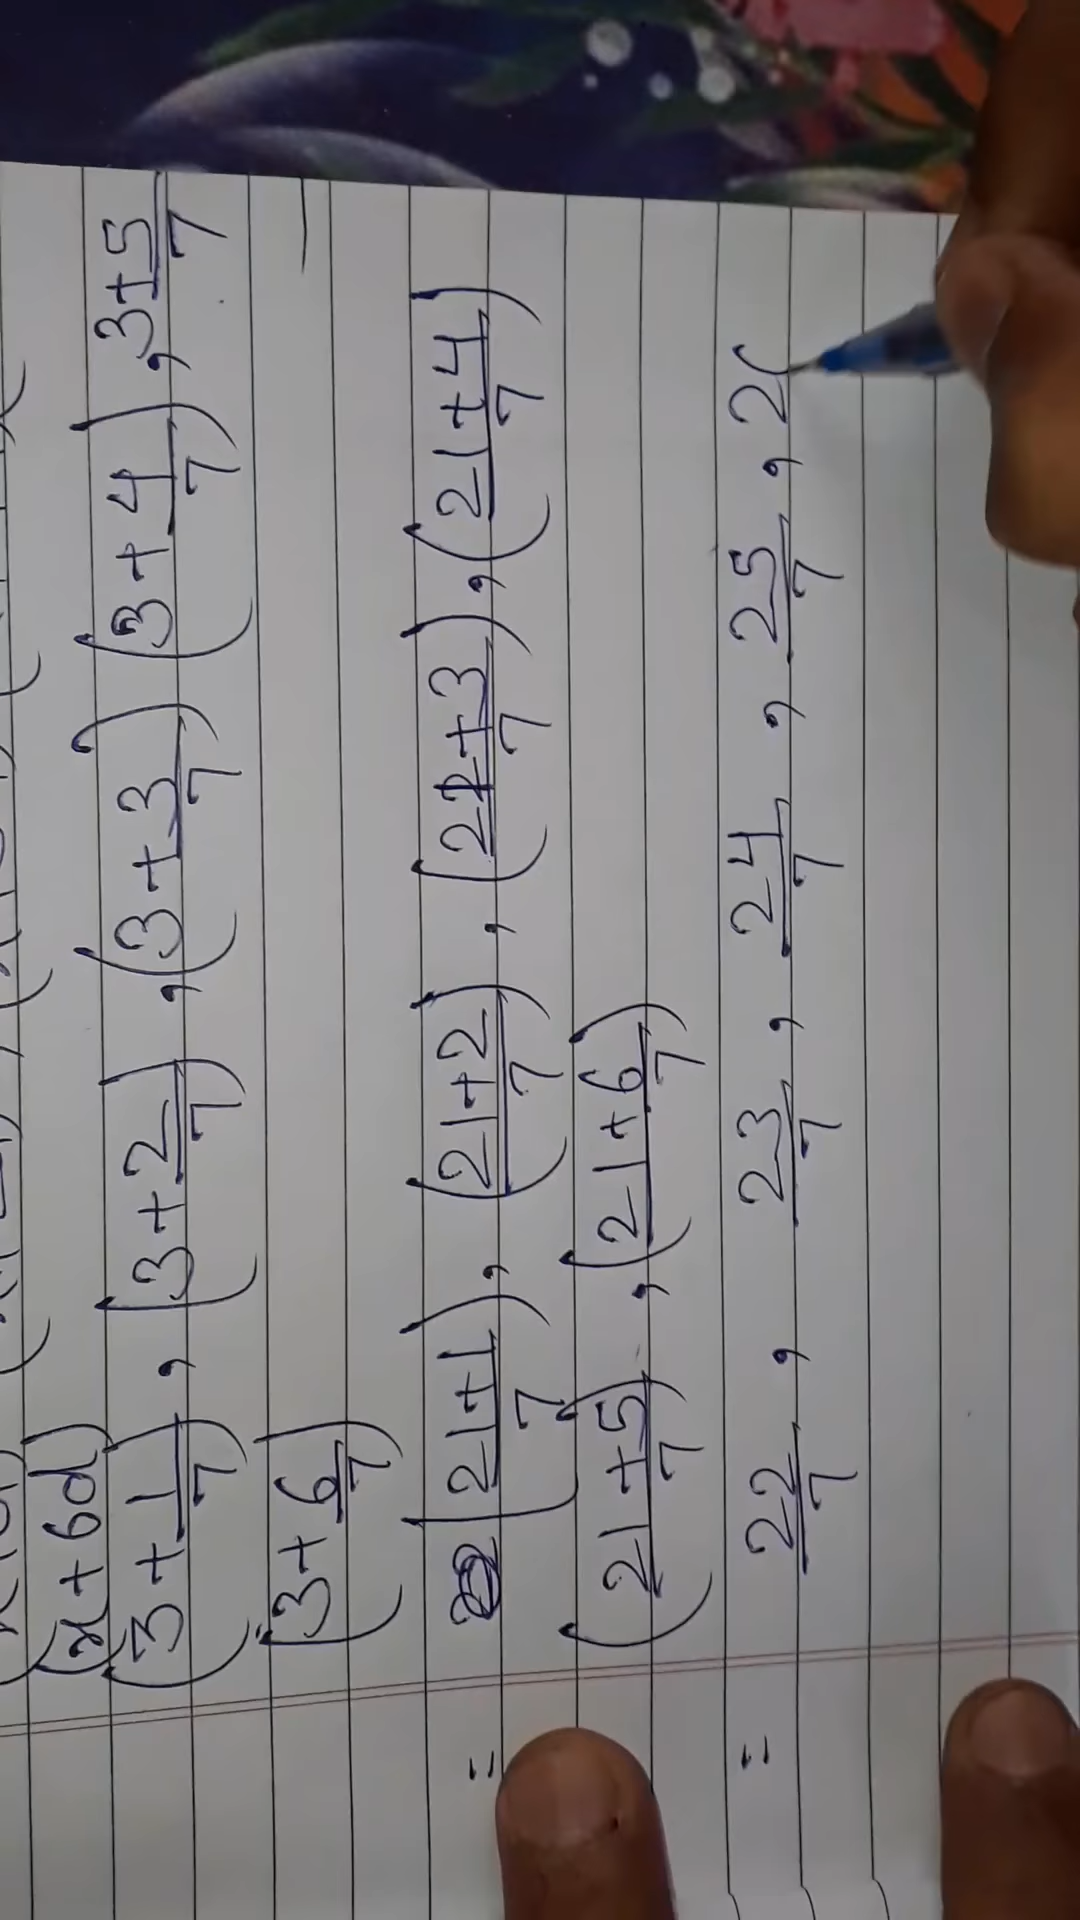 (x+6d)
(3+1/7), (3+2/7), (3+3/7) (3+4/7), 3+5/7
(3+6/7)
= (21+1/7), (21+2/7), (21+3/7), (21+4/7)
(21+5/7), (21+6/7)
= 22/7, 23/7, 24/7, 25/7, 2